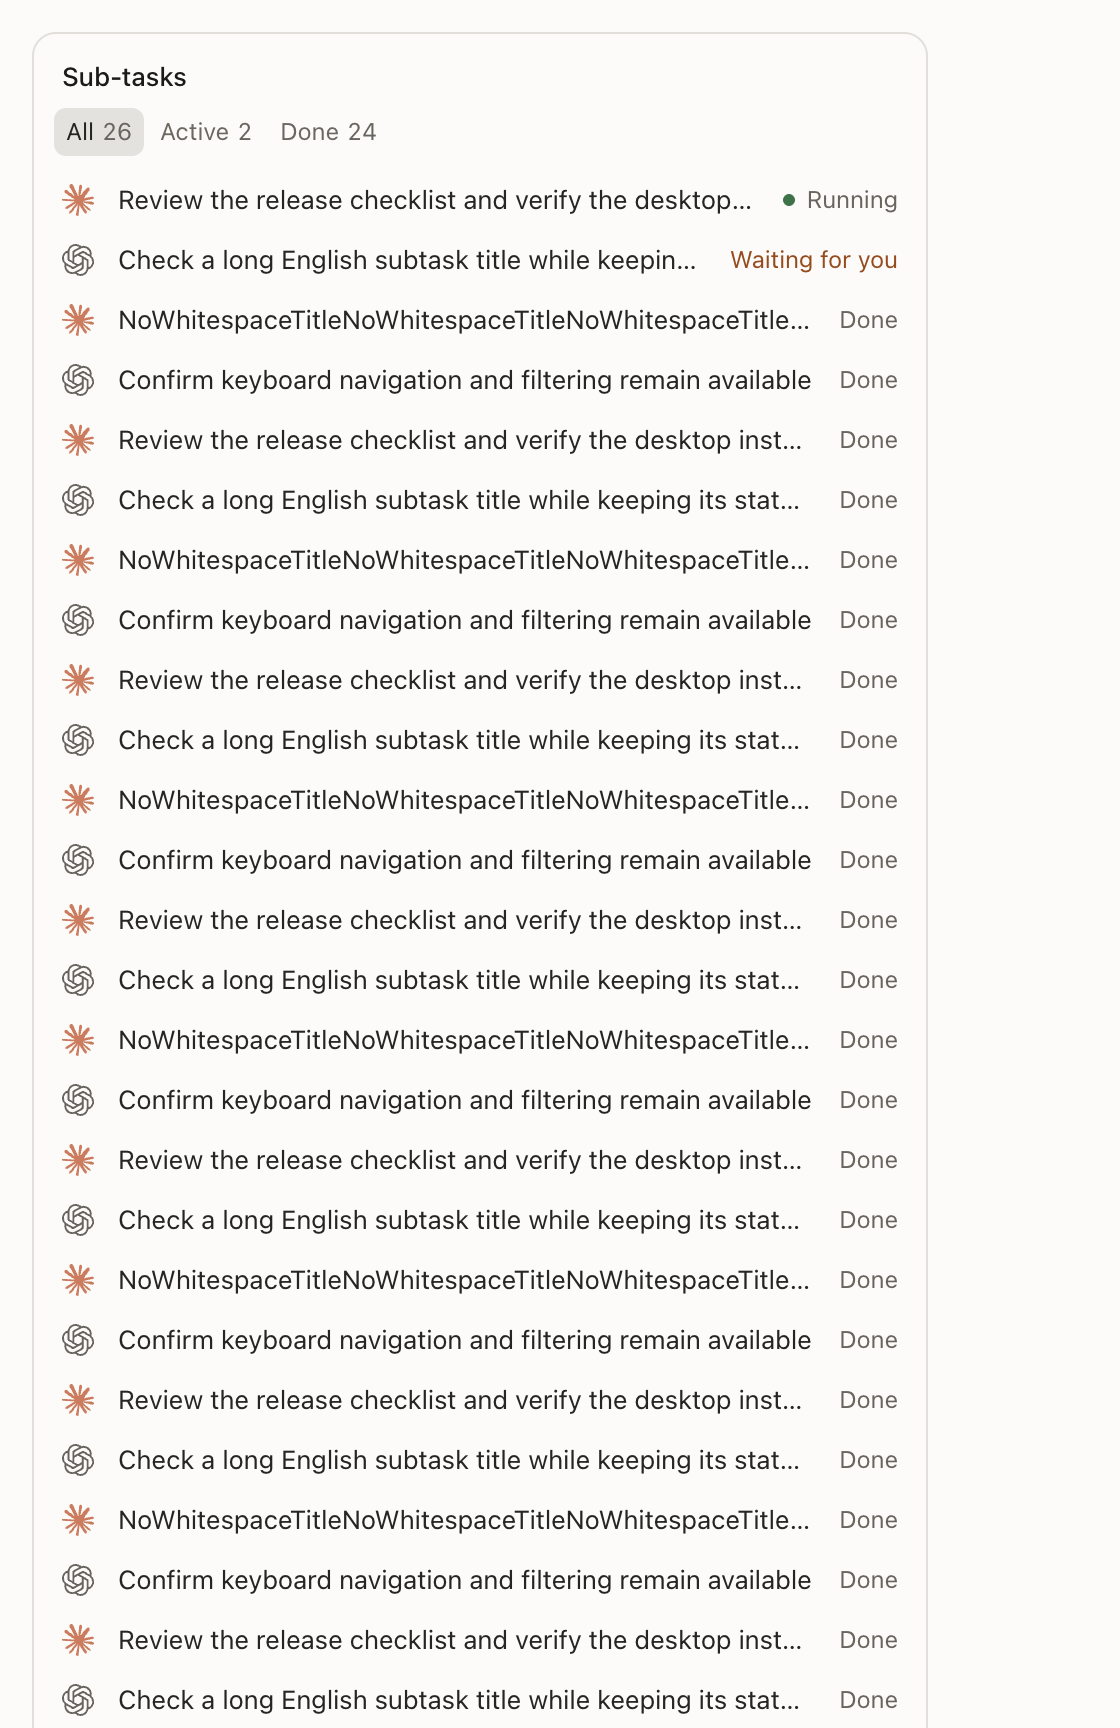 Sub-tasks
All 26 Active 2 Done 24
Review the release checklist and verify the desktop... Running
Check a long English subtask title while keepin... Waiting for you
NoWhitespaceTitleNoWhitespaceTitleNoWhitespaceTitle... Done
Confirm keyboard navigation and filtering remain available Done
Review the release checklist and verify the desktop inst... Done
Check a long English subtask title while keeping its stat... Done
NoWhitespaceTitleNoWhitespaceTitleNoWhitespaceTitle... Done
Confirm keyboard navigation and filtering remain available Done
Review the release checklist and verify the desktop inst... Done
Check a long English subtask title while keeping its stat... Done
NoWhitespaceTitleNoWhitespaceTitleNoWhitespaceTitle... Done
Confirm keyboard navigation and filtering remain available Done
Review the release checklist and verify the desktop inst... Done
Check a long English subtask title while keeping its stat... Done
NoWhitespaceTitleNoWhitespaceTitleNoWhitespaceTitle... Done
Confirm keyboard navigation and filtering remain available Done
Review the release checklist and verify the desktop inst... Done
Check a long English subtask title while keeping its stat... Done
NoWhitespaceTitleNoWhitespaceTitleNoWhitespaceTitle... Done
Confirm keyboard navigation and filtering remain available Done
Review the release checklist and verify the desktop inst... Done
Check a long English subtask title while keeping its stat... Done
NoWhitespaceTitleNoWhitespaceTitleNoWhitespaceTitle... Done
Confirm keyboard navigation and filtering remain available Done
Review the release checklist and verify the desktop inst... Done
Check a long English subtask title while keeping its stat... Done